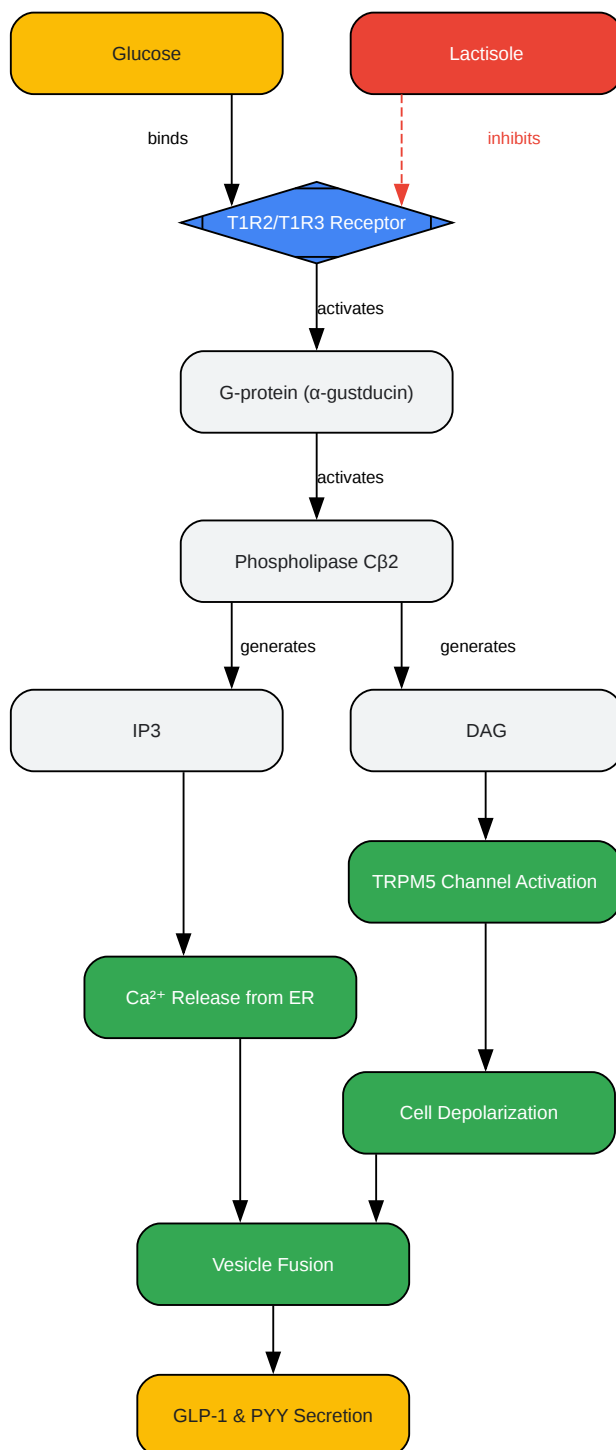 Glucose
Lactisole
binds
inhibits
T1R2/T1R3 Receptor
activates
G-protein (α-gustducin)
activates
Phospholipase Cβ2
generates
generates
IP3
DAG
TRPM5 Channel Activation
Ca²⁺ Release from ER
Cell Depolarization
Vesicle Fusion
GLP-1 & PYY Secretion